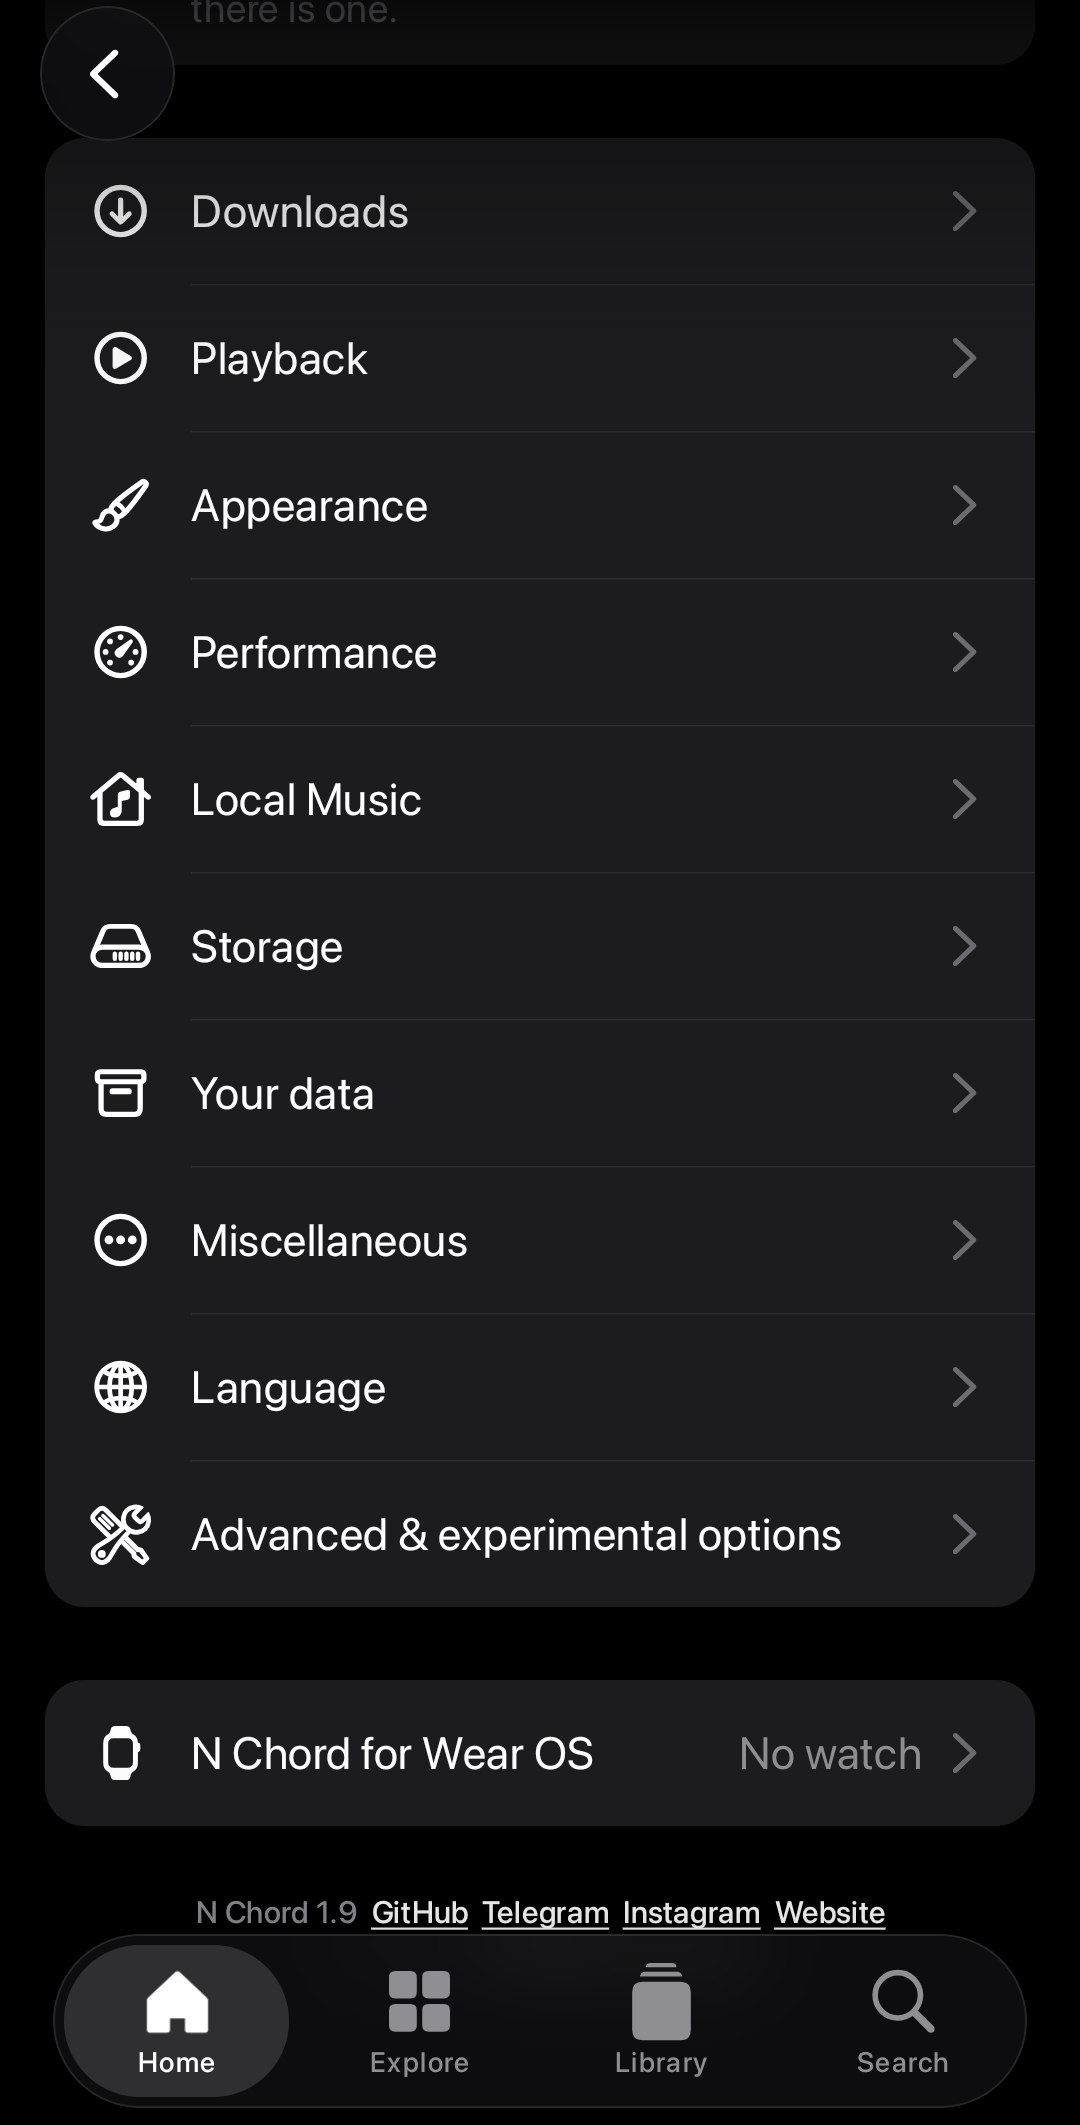 there is one.
Downloads
Playback
Appearance
Performance
Local Music
Storage
Your data
Miscellaneous
Language
Advanced & experimental options
N Chord for Wear OS No watch
N Chord 1.9 GitHub Telegram Instagram Website
Home Explore Library Search